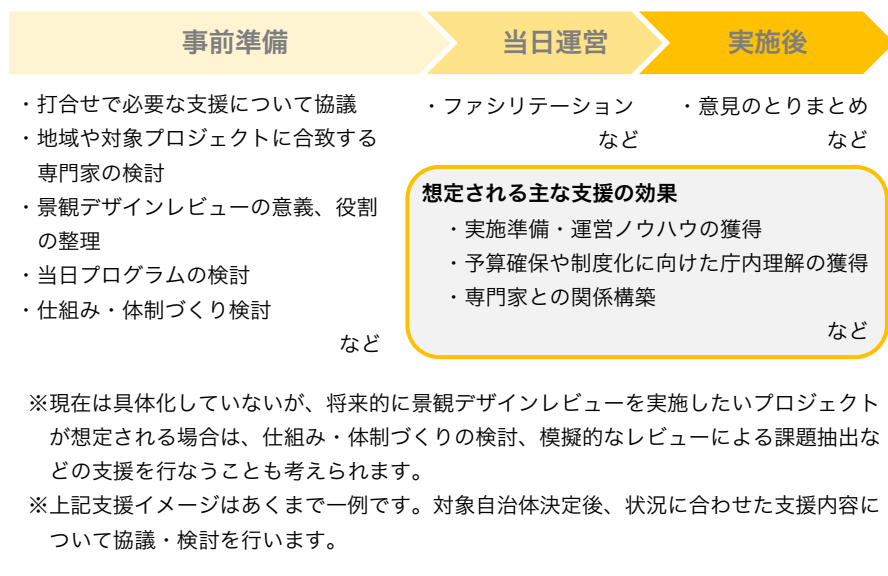 事前準備
当日運営
実施後
・打合せで必要な支援について協議
・地域や対象プロジェクトに合致する
専門家の検討
・景観デザインレビューの意義、役割
の整理
・当日プログラムの検討
・仕組み・体制づくり検討
など
・ファシリテーション
など
・意見のとりまとめ
など
想定される主な支援の効果
・実施準備・運営ノウハウの獲得
・予算確保や制度化に向けた庁内理解の獲得
・専門家との関係構築
など
※現在は具体化していないが、将来的に景観デザインレビューを実施したいプロジェクト
が想定される場合は、仕組み・体制づくりの検討、模擬的なレビューによる課題抽出な
どの支援を行なうことも考えられます。
※上記支援イメージはあくまで一例です。対象自治体決定後、状況に合わせた支援内容に
ついて協議・検討を行います。